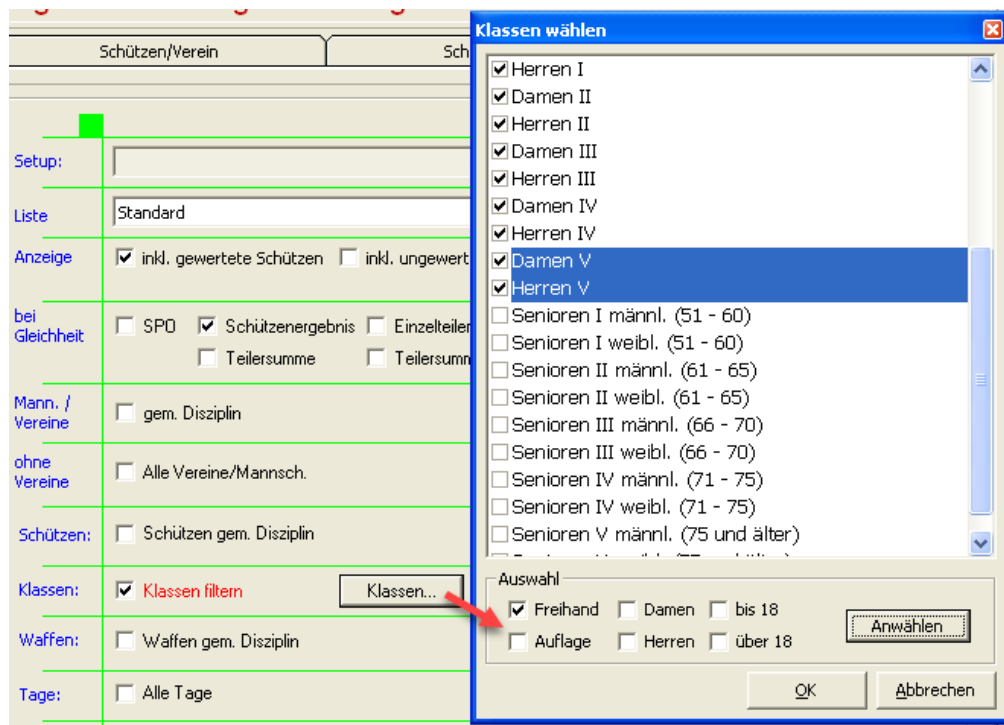 Schützen/Verein
Sch
Setup:
Liste
Standard
Anzeige
inkl. gewertete Schützen
inkl. ungewert
bei
Gleichheit
SPO
Schützenergebnis
Einzelteiler
Teilersumme
Teilersumm
Mann. /
Vereine
gem. Disziplin
ohne
Vereine
Alle Vereine/Mannsch.
Schützen:
Schützen gem. Disziplin
Klassen:
Klassen filtern
Klassen...
Waffen:
Waffen gem. Disziplin
Tage:
Alle Tage
Klassen wählen
Herren I
Damen II
Herren II
Damen III
Herren III
Damen IV
Herren IV
Damen V
Herren V
Senioren I männl. (51 - 60)
Senioren I weibl. (51 - 60)
Senioren II männl. (61 - 65)
Senioren II weibl. (61 - 65)
Senioren III männl. (66 - 70)
Senioren III weibl. (66 - 70)
Senioren IV männl. (71 - 75)
Senioren IV weibl. (71 - 75)
Senioren V männl. (75 und älter)
Auswahl
Freihand
Damen
bis 18
Auflage
Herren
über 18
Anwählen
OK
Abbrechen